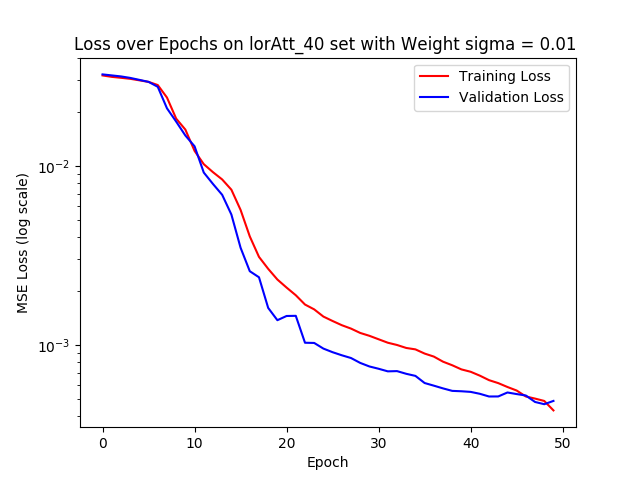 Loss over Epochs on lorAtt_40 set with Weight sigma = 0.01
Training Loss
Validation Loss
10⁻²
10⁻³
MSE Loss (log scale)
0 10 20 30 40 50
Epoch